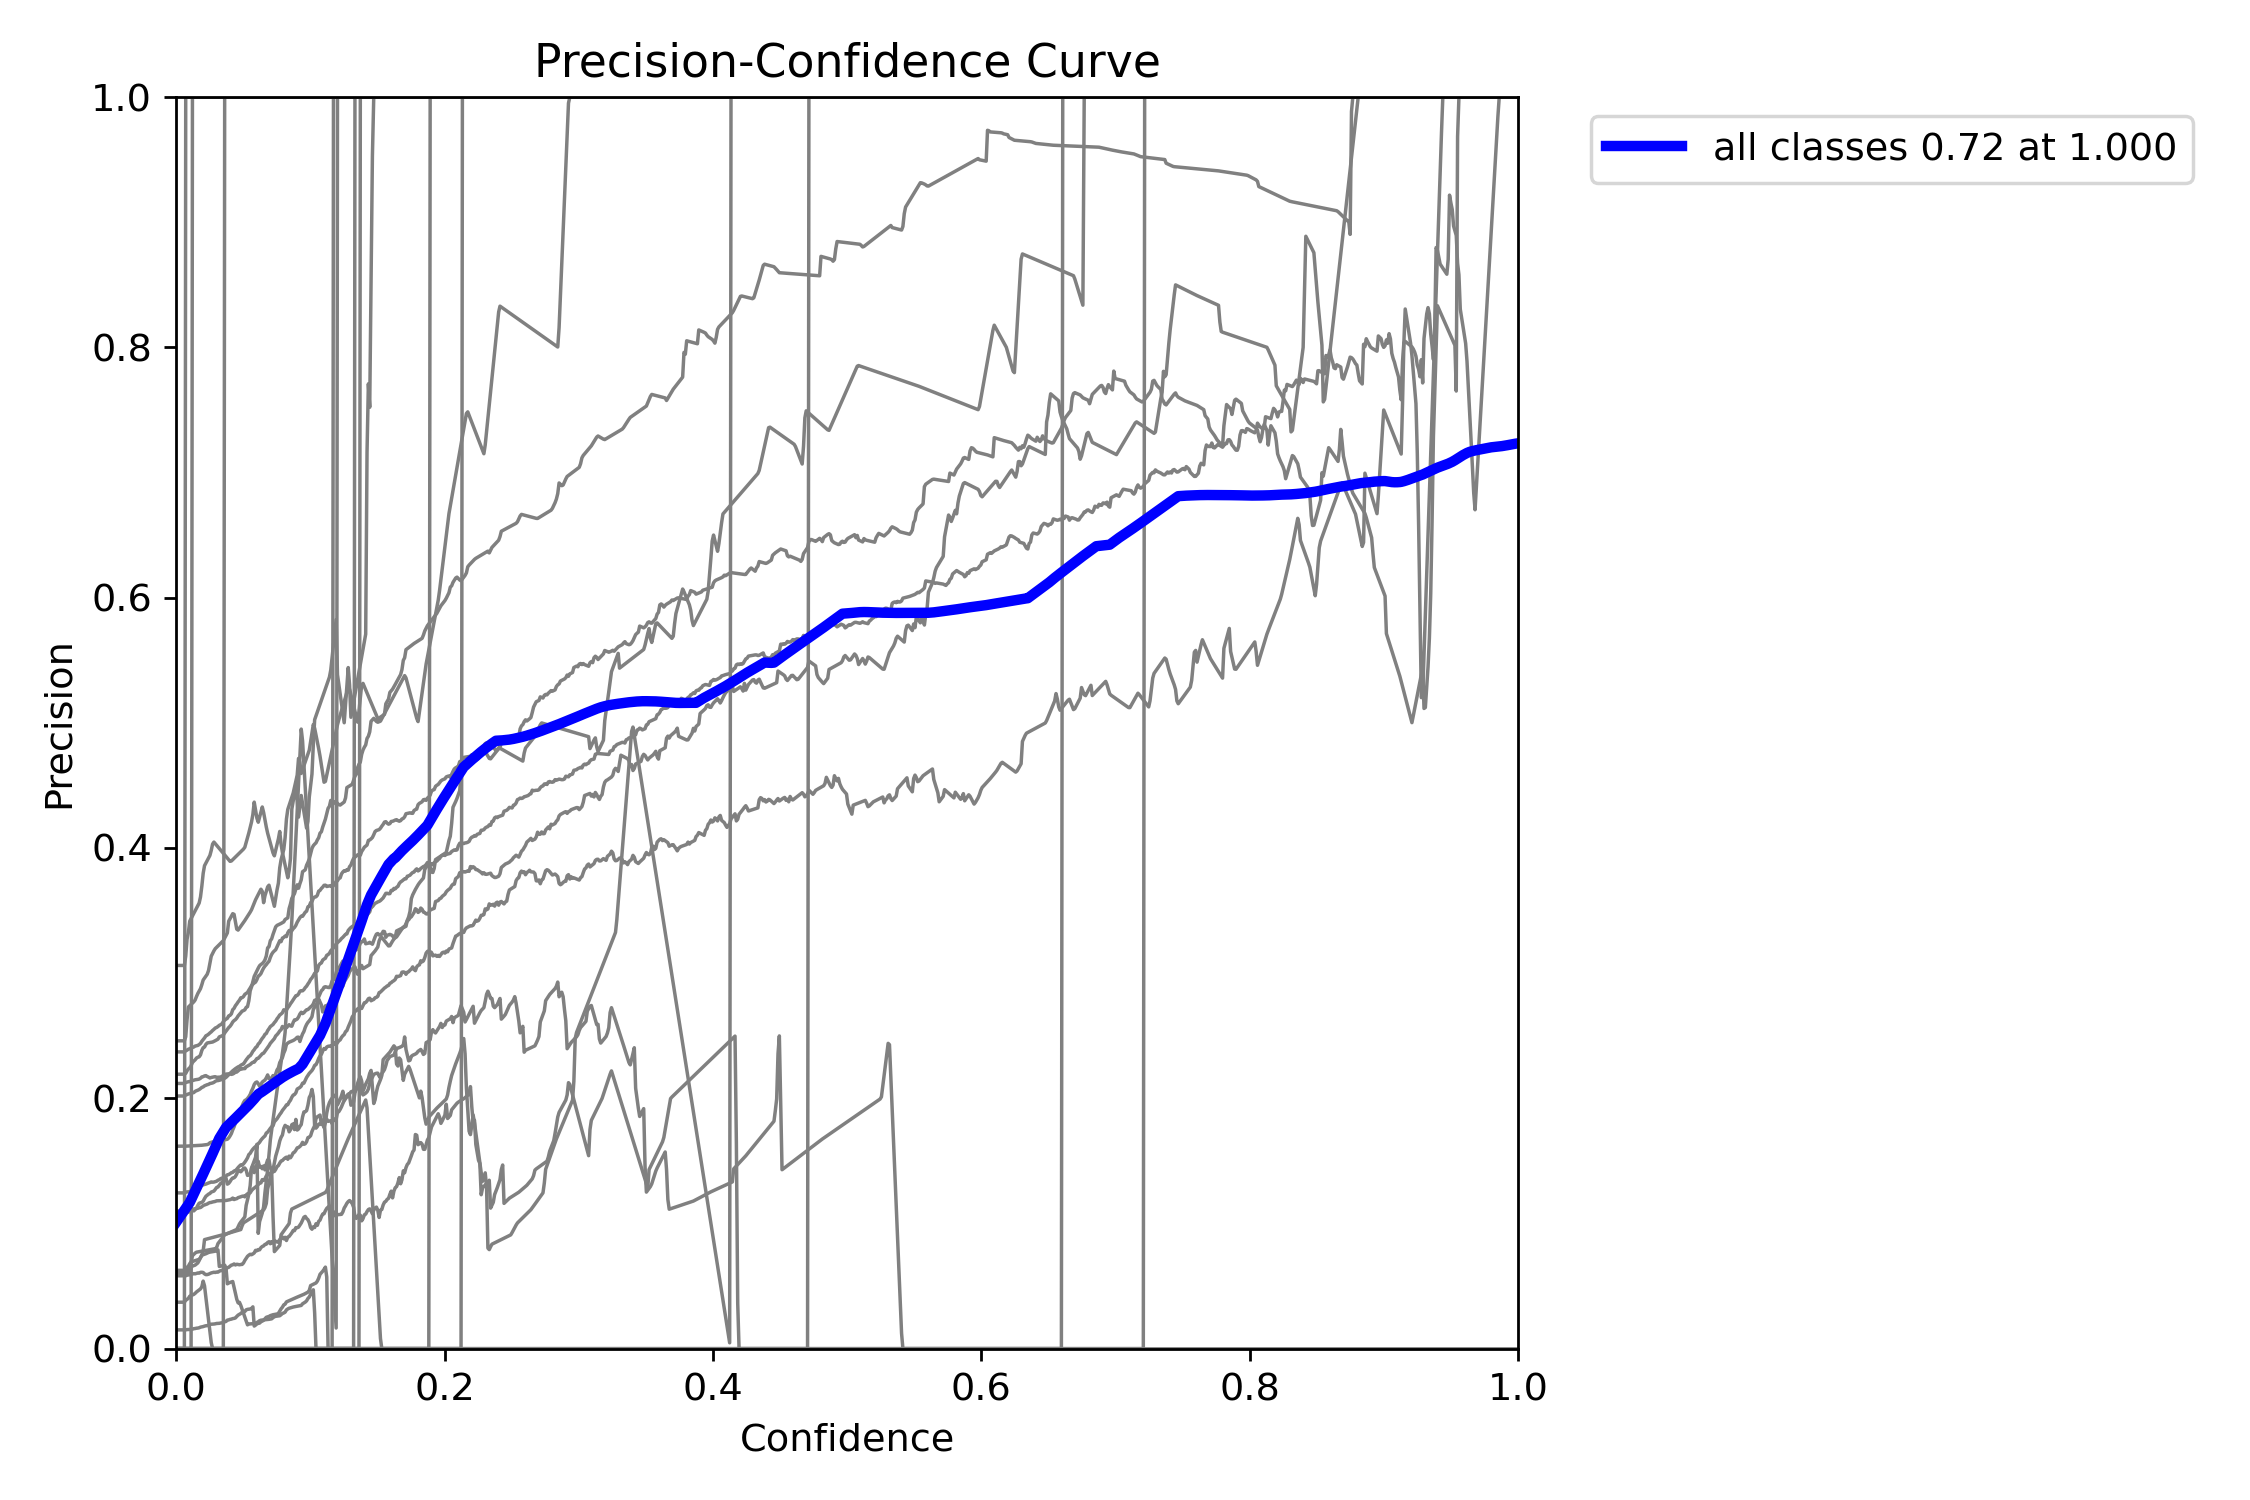 Precision-Confidence Curve
all classes 0.72 at 1.000
Precision
1.0
0.8
0.6
0.4
0.2
0.0
0.0 0.2 0.4 0.6 0.8 1.0
Confidence